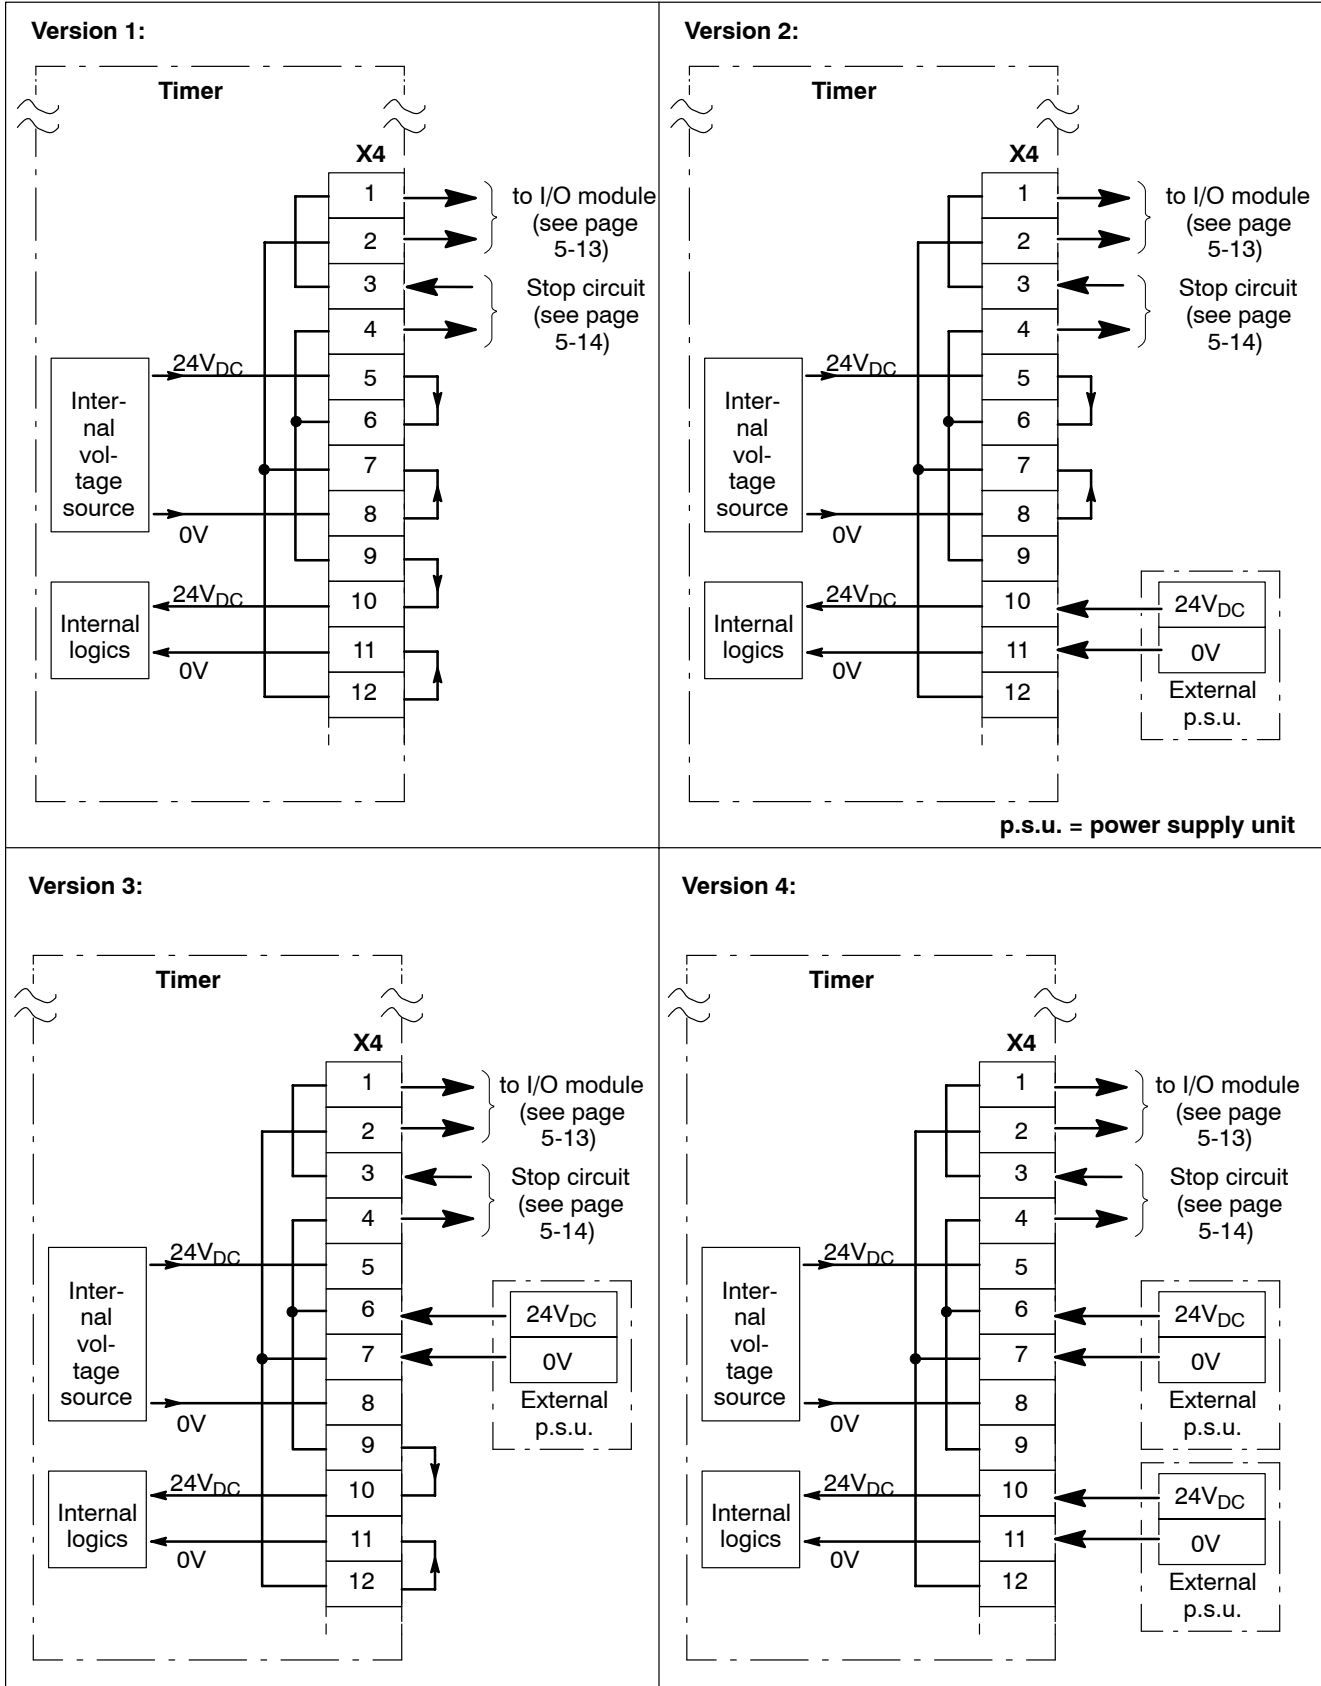 Version 1:
Timer
X4
1
to I/O module
(see page
5-13)
2
3
Stop circuit
(see page
5-14)
4
24VDC
5
Inter-
nal
vol-
tage
source
6
7
8
0V
9
24VDC
10
Internal
logics
11
0V
12
Version 2:
Timer
X4
1
to I/O module
(see page
5-13)
2
3
Stop circuit
(see page
5-14)
4
24VDC
5
Inter-
nal
vol-
tage
source
6
7
8
0V
9
24VDC
10
24VDC
Internal
logics
11
0V
0V
12
External
p.s.u.
p.s.u. = power supply unit
Version 3:
Timer
X4
1
to I/O module
(see page
5-13)
2
3
Stop circuit
(see page
5-14)
4
24VDC
5
Inter-
nal
vol-
tage
source
6
24VDC
7
0V
8
External
p.s.u.
0V
9
24VDC
10
Internal
logics
11
0V
12
Version 4:
Timer
X4
1
to I/O module
(see page
5-13)
2
3
Stop circuit
(see page
5-14)
4
24VDC
5
Inter-
nal
vol-
tage
source
6
24VDC
7
0V
8
External
p.s.u.
0V
9
24VDC
10
24VDC
Internal
logics
11
0V
0V
12
External
p.s.u.